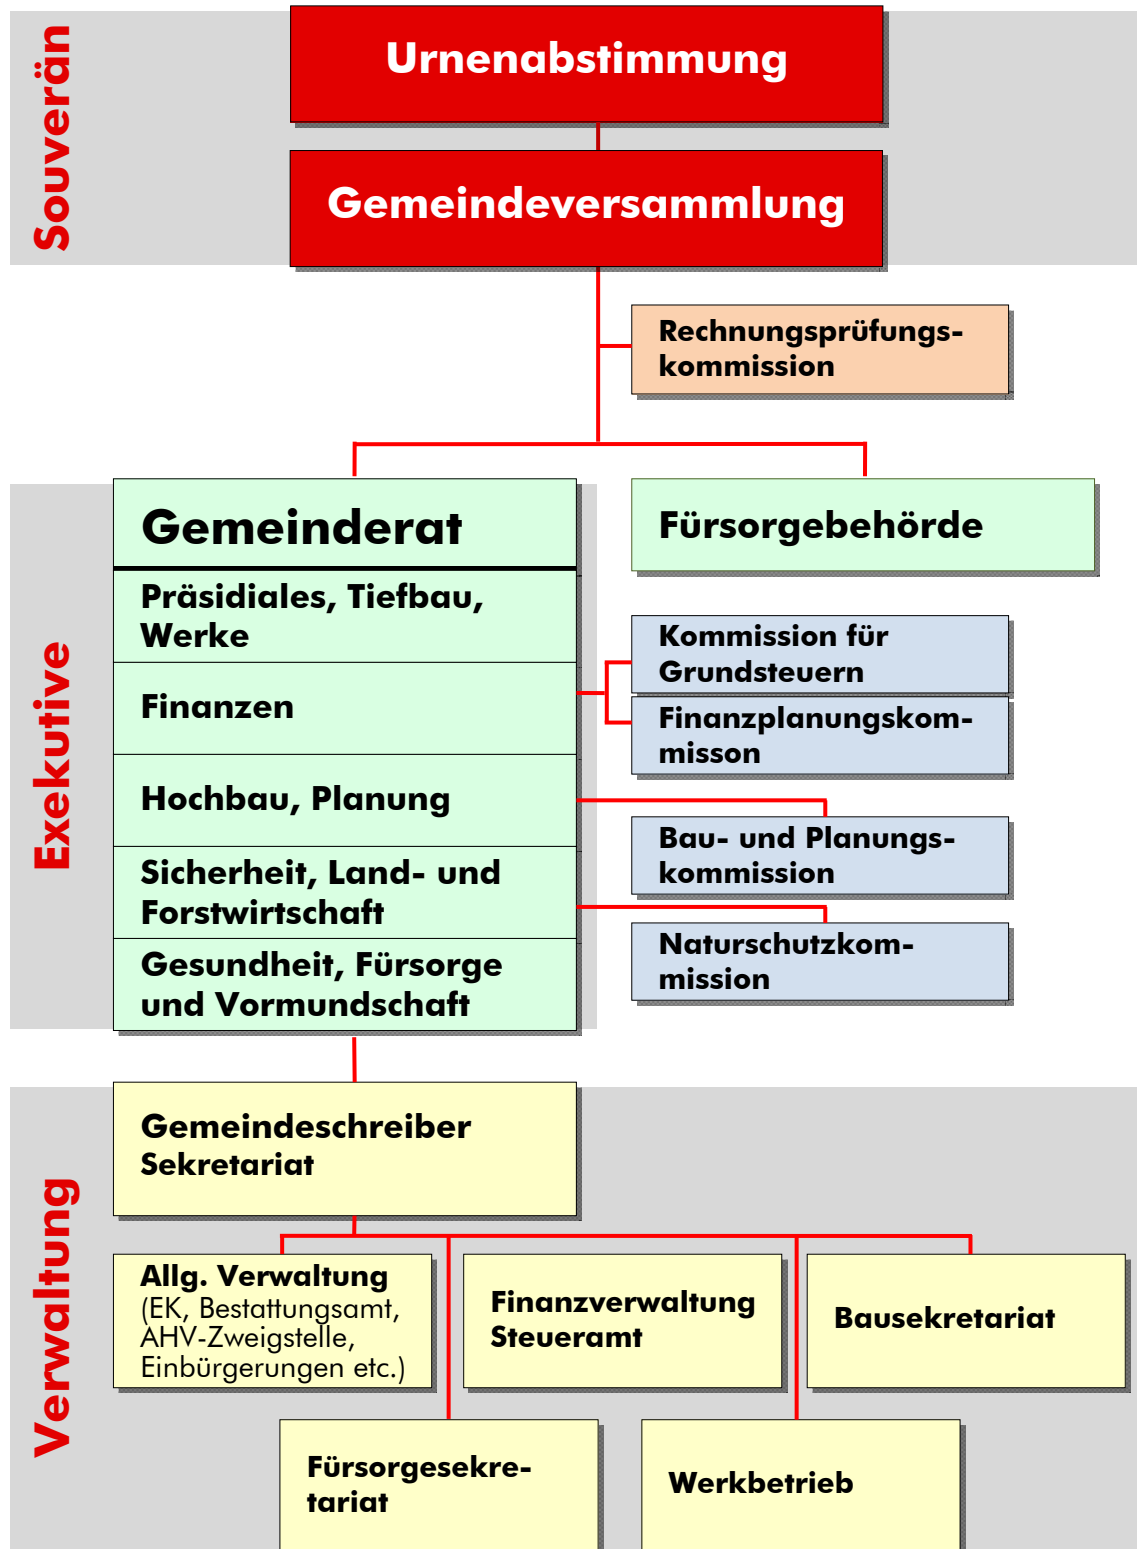 Souverän
Urnenabstimmung
Gemeindeversammlung
Rechnungsprüfungs-
kommission
Exekutive
Gemeinderat
Präsidiales, Tiefbau,
Werke
Finanzen
Hochbau, Planung
Sicherheit, Land- und
Forstwirtschaft
Gesundheit, Fürsorge
und Vormundschaft
Fürsorgebehörde
Kommission für
Grundsteuern
Finanzplanungskom-
misson
Bau- und Planungs-
kommission
Naturschutzkom-
mission
Verwaltung
Gemeindeschreiber
Sekretariat
Allg. Verwaltung
(EK, Bestattungsamt,
AHV-Zweigstelle,
Einbürgerungen etc.)
Finanzverwaltung
Steueramt
Bausekretariat
Fürsorgesekre-
tariat
Werkbetrieb